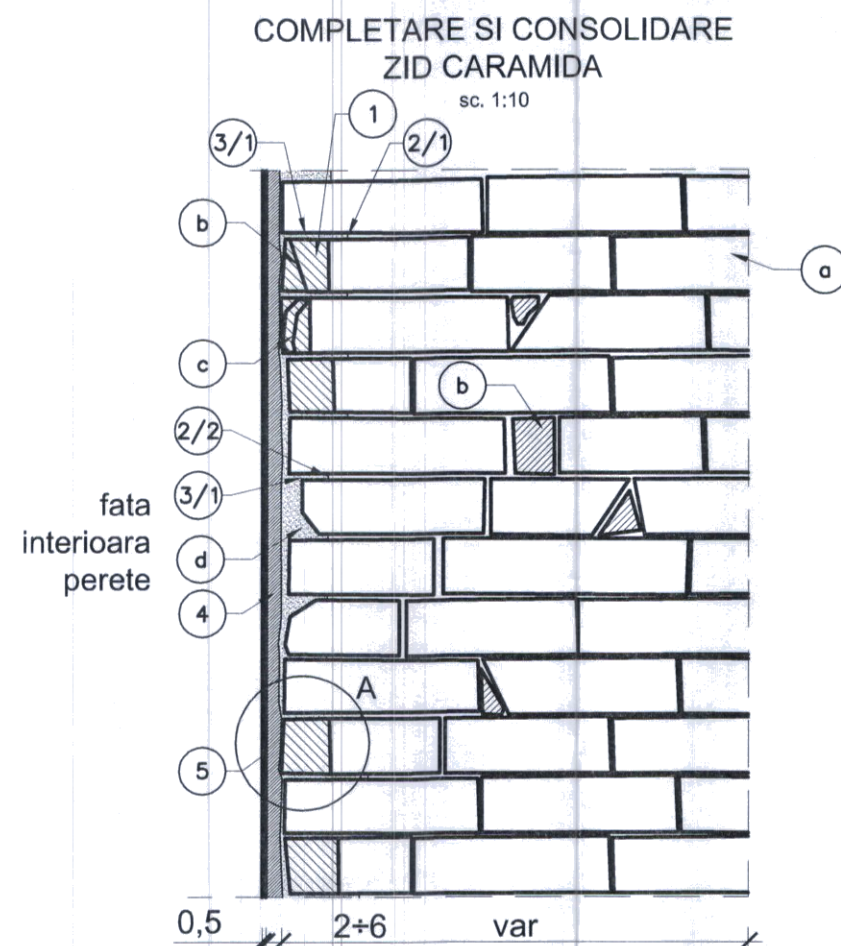 COMPLETARE SI CONSOLIDARE
ZID CARAMIDA
sc. 1:10
1
3/1
2/1
b
a
c
b
2/2
3/1
fata
interioara
perete
d
4
A
5
0,5
2÷6
var